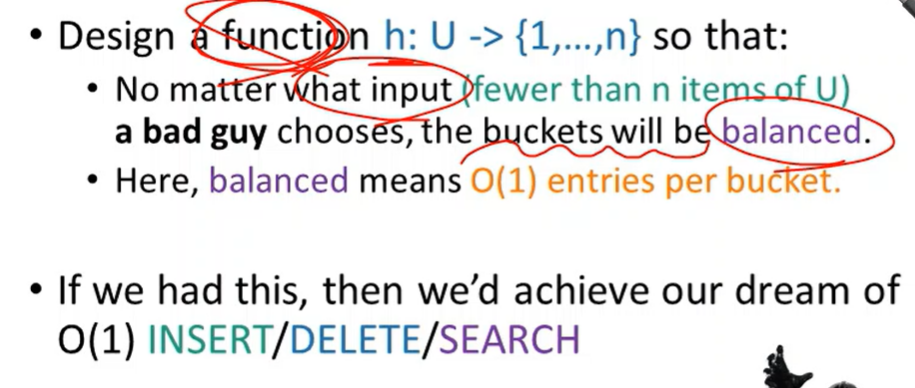 • Design a function h: U -> {1,...,n} so that:
• No matter what input (fewer than n items of U)
a bad guy chooses, the buckets will be balanced.
• Here, balanced means O(1) entries per bucket.
• If we had this, then we’d achieve our dream of
O(1) INSERT/DELETE/SEARCH